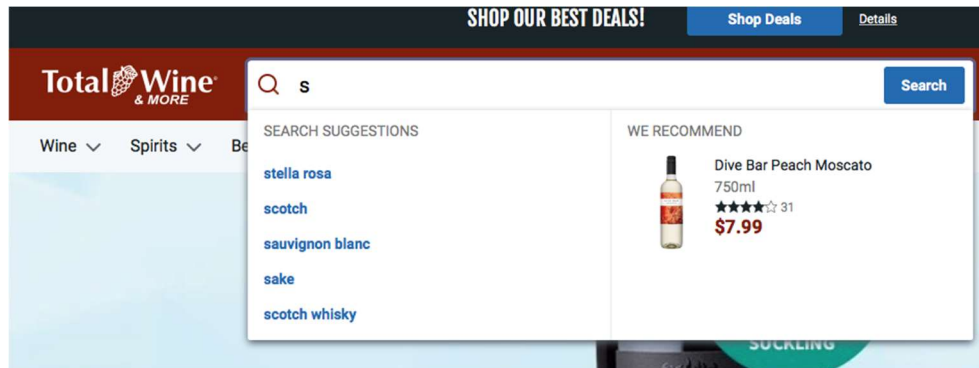 SHOP OUR BEST DEALS! Shop Deals Details
Total Wine
& MORE
s Search
Wine Spirits Be
SEARCH SUGGESTIONS
stella rosa
scotch
sauvignon blanc
sake
scotch whisky
WE RECOMMEND
Dive Bar Peach Moscato
750ml
31
$7.99
SUCKLING